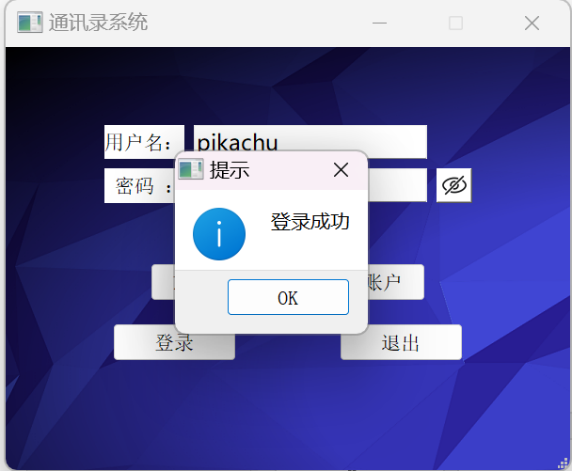 通讯录系统
用户名：
pikachu
提示
密码 ：
登录成功
账户
OK
登录
退出